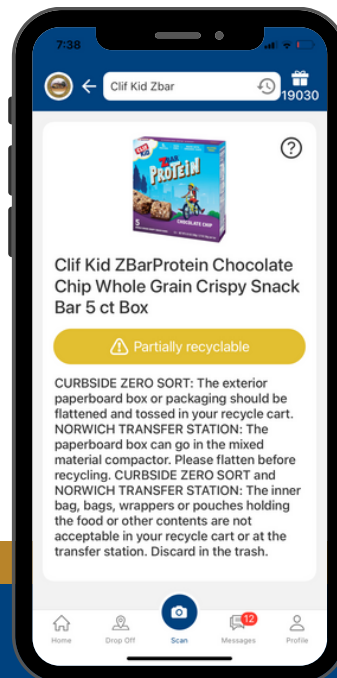 7:38
Clif Kid Zbar
19030
CLIF KID
ZBAR
PROTEIN
5
CHOCOLATE CHIP
Clif Kid ZBarProtein Chocolate
Chip Whole Grain Crispy Snack
Bar 5 ct Box
Partially recyclable
CURBSIDE ZERO SORT: The exterior
paperboard box or packaging should be
flattened and tossed in your recycle cart.
NORWICH TRANSFER STATION: The
paperboard box can go in the mixed
material compactor. Please flatten before
recycling. CURBSIDE ZERO SORT and
NORWICH TRANSFER STATION: The inner
bag, bags, wrappers or pouches holding
the food or other contents are not
acceptable in your recycle cart or at the
transfer station. Discard in the trash.
12
Home Drop Off Scan Messages Profile